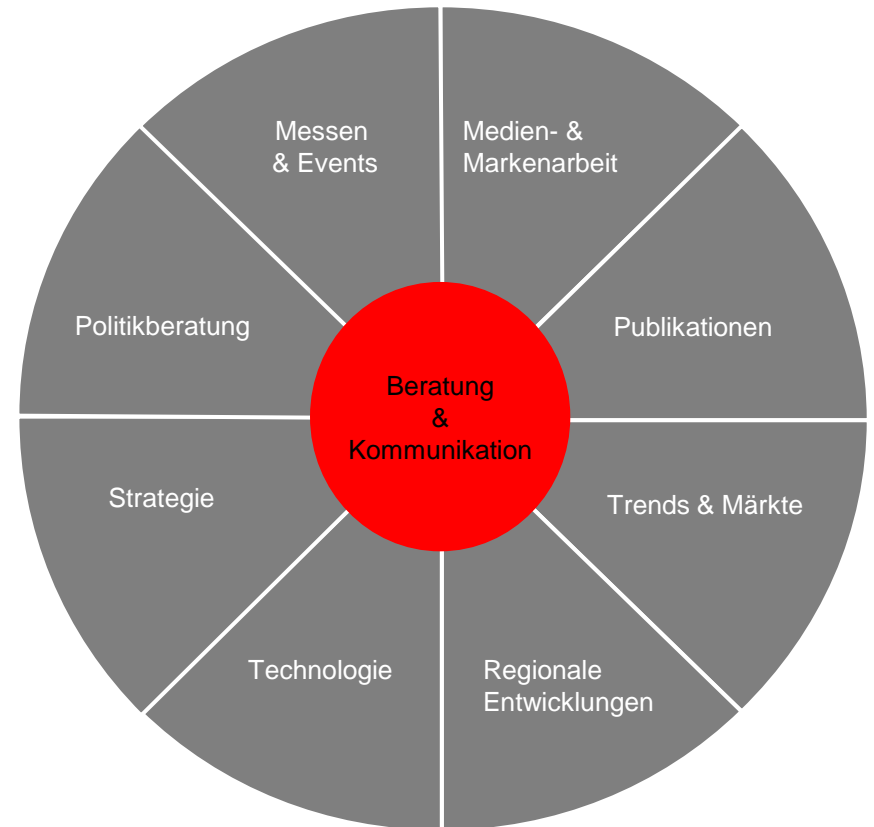 Messen
& Events
Medien- &
Markenarbeit
Politikberatung
Publikationen
Beratung
&
Kommunikation
Strategie
Trends & Märkte
Technologie
Regionale
Entwicklungen